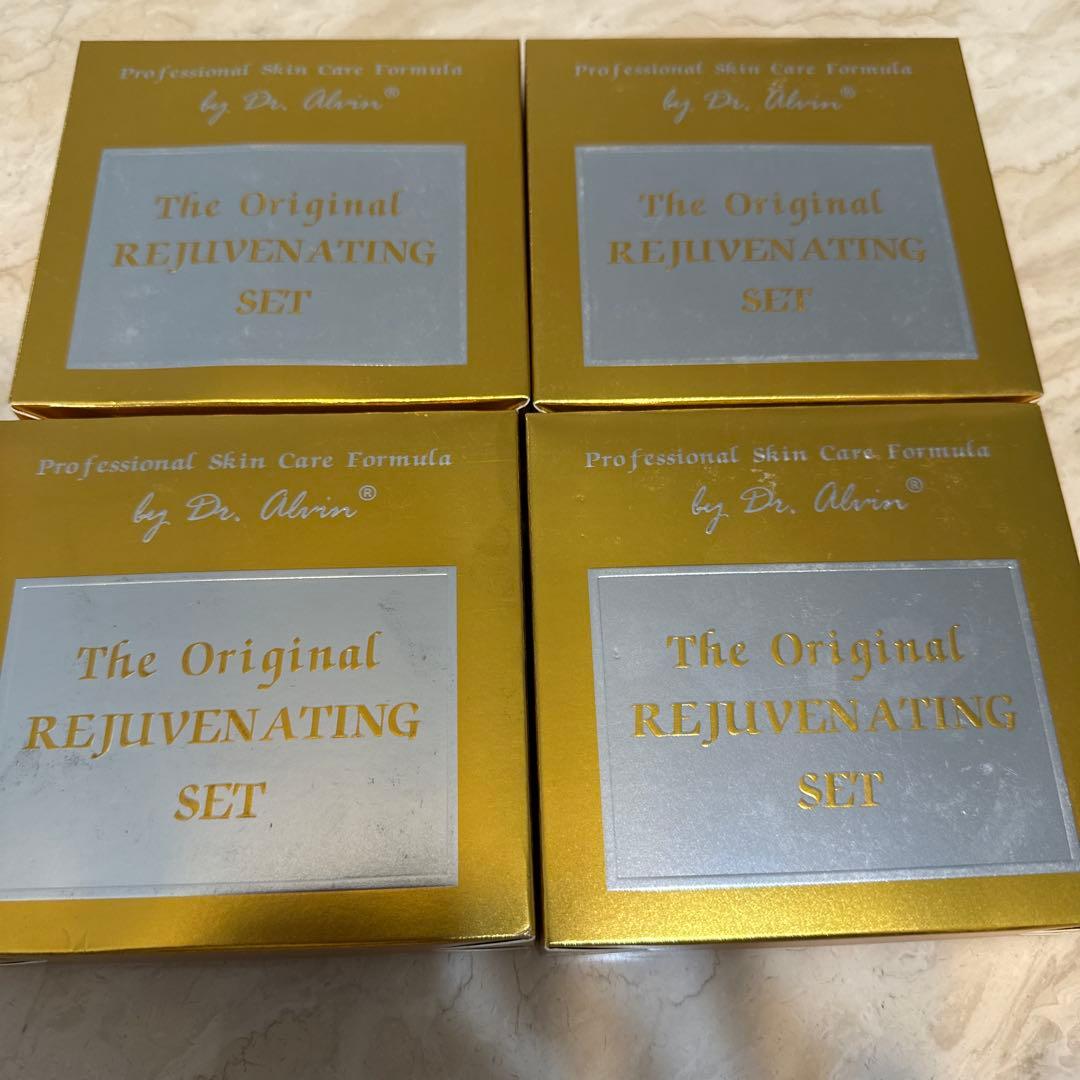 Professional Skin Care Formula
by Dr. Alvin®
The Original
REJUVENATING
SET
Professional Skin Care Formula
by Dr. Alvin®
The Original
REJUVENATING
SET
Professional Skin Care Formula
by Dr. Alvin®
The Original
REJUVENATING
SET
Professional Skin Care Formula
by Dr. Alvin®
The Original
REJUVENATING
SET